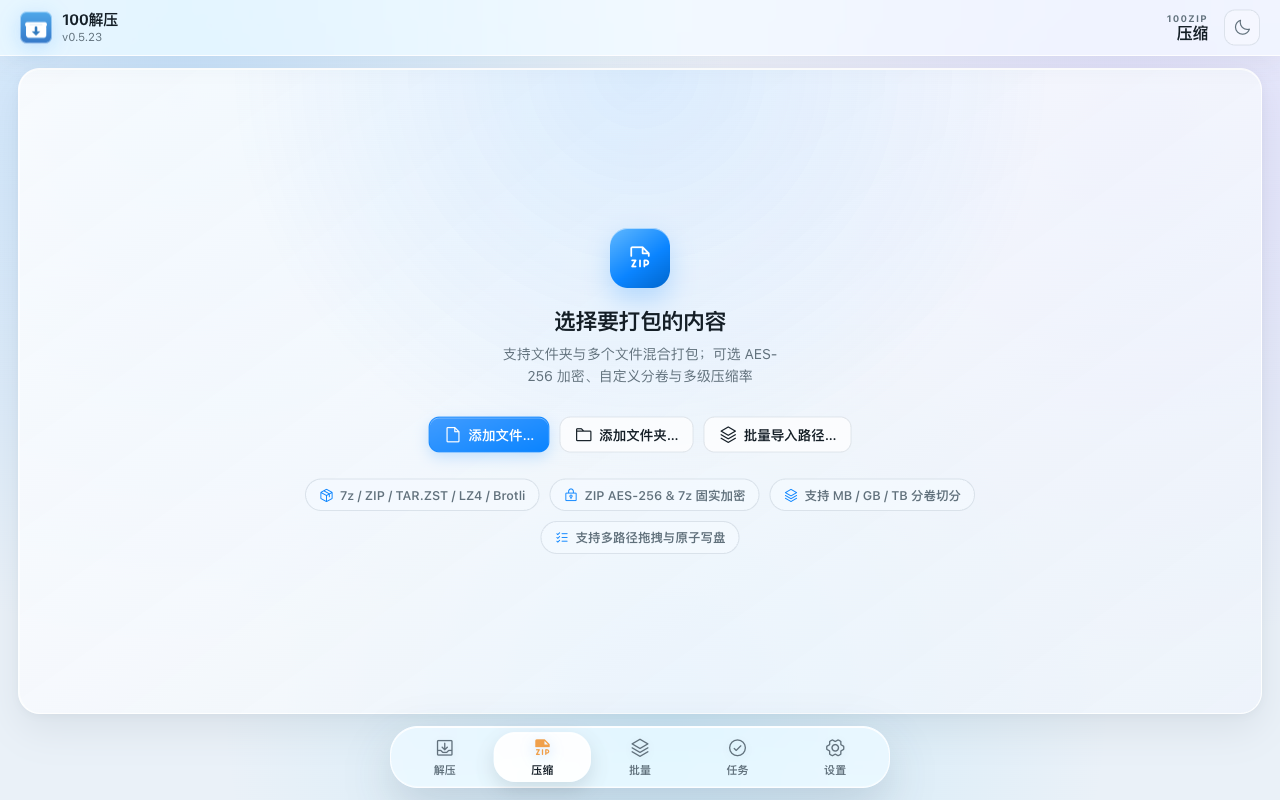 100解压
v0.5.23
100ZIP
压缩
ZIP
选择要打包的内容
支持文件夹与多个文件混合打包；可选 AES-
256 加密、自定义分卷与多级压缩率
添加文件...
添加文件夹...
批量导入路径...
7z / ZIP / TAR.ZST / LZ4 / Brotli
ZIP AES-256 & 7z 固实加密
支持 MB / GB / TB 分卷切分
支持多路径拖拽与原子写盘
解压
ZIP
压缩
批量
任务
设置